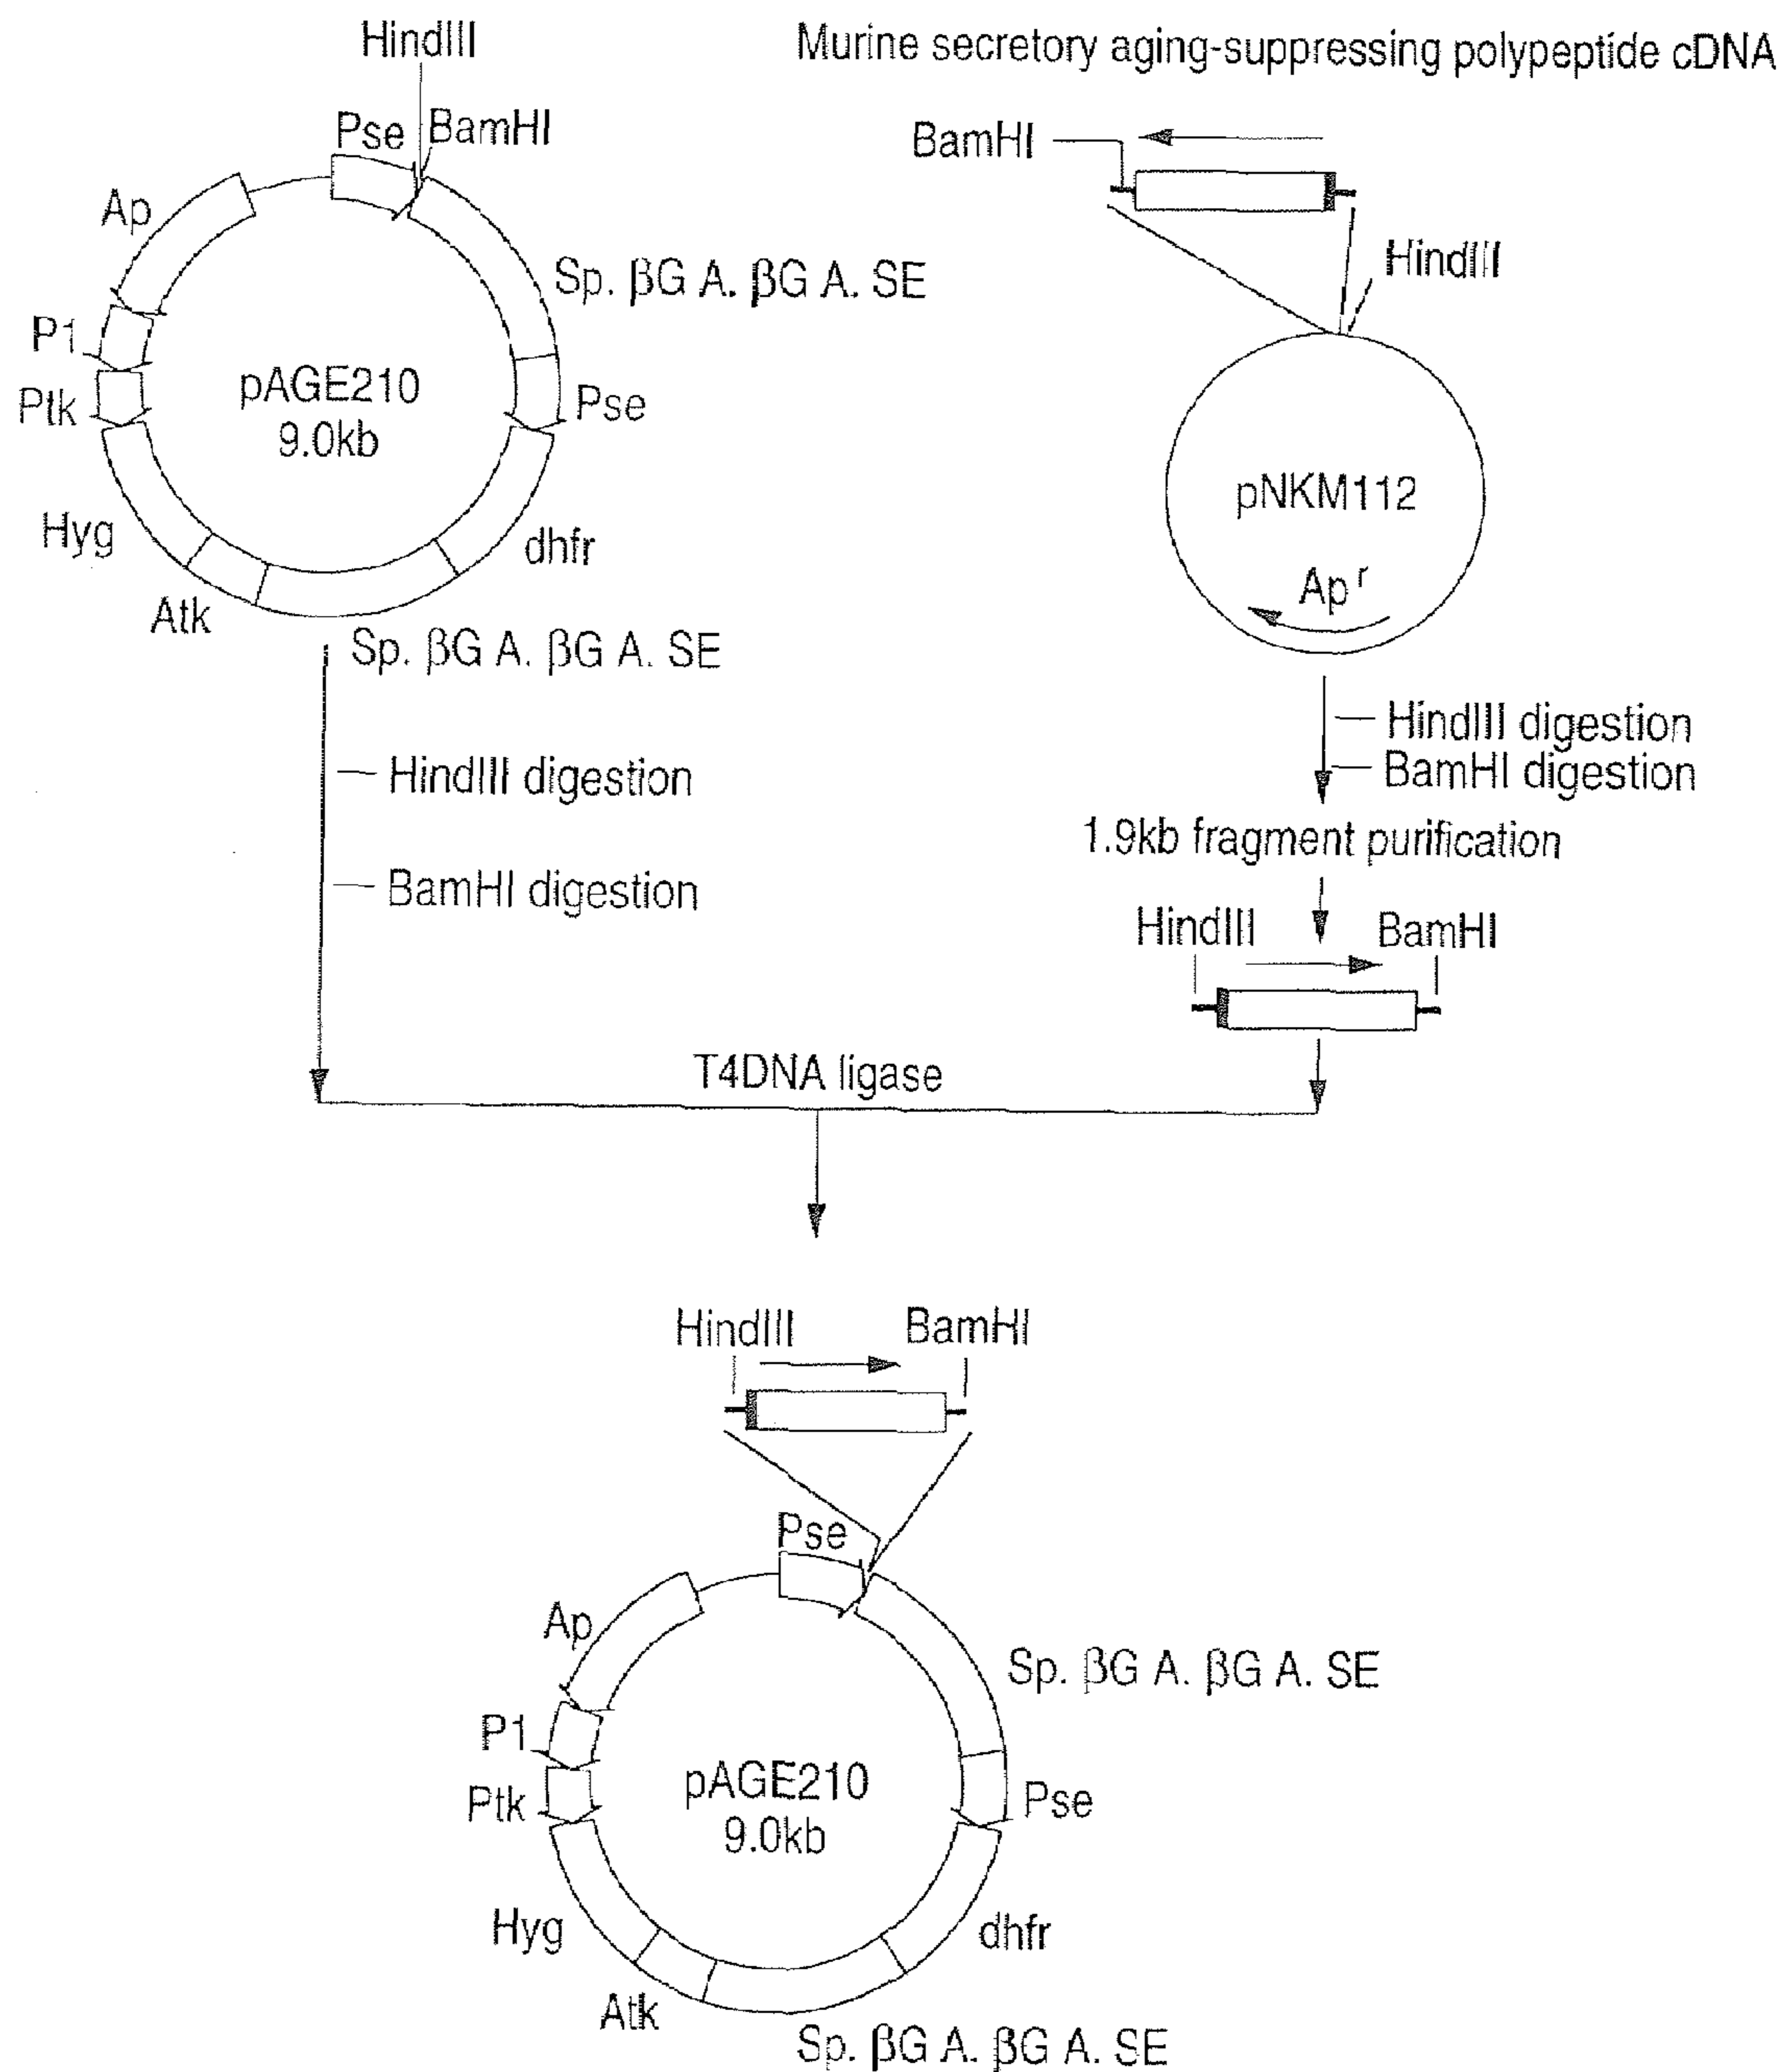 HindIII
Pse
BamHI
Ap
Sp. βG A. βG A. SE
P1
Ptk
pAGE210
9.0kb
Pse
Hyg
dhfr
Atk
Sp. βG A. βG A. SE
HindIII digestion
BamHI digestion
Murine secretory aging-suppressing polypeptide cDNA
BamHI
HindIII
pNKM112
Ap r
HindIII digestion
BamHI digestion
1.9kb fragment purification
HindIII
BamHI
T4DNA ligase
HindIII
BamHI
Pse
Ap
Sp. βG A. βG A. SE
P1
Ptk
pAGE210
9.0kb
Pse
Hyg
dhfr
Atk
Sp. βG A. βG A. SE